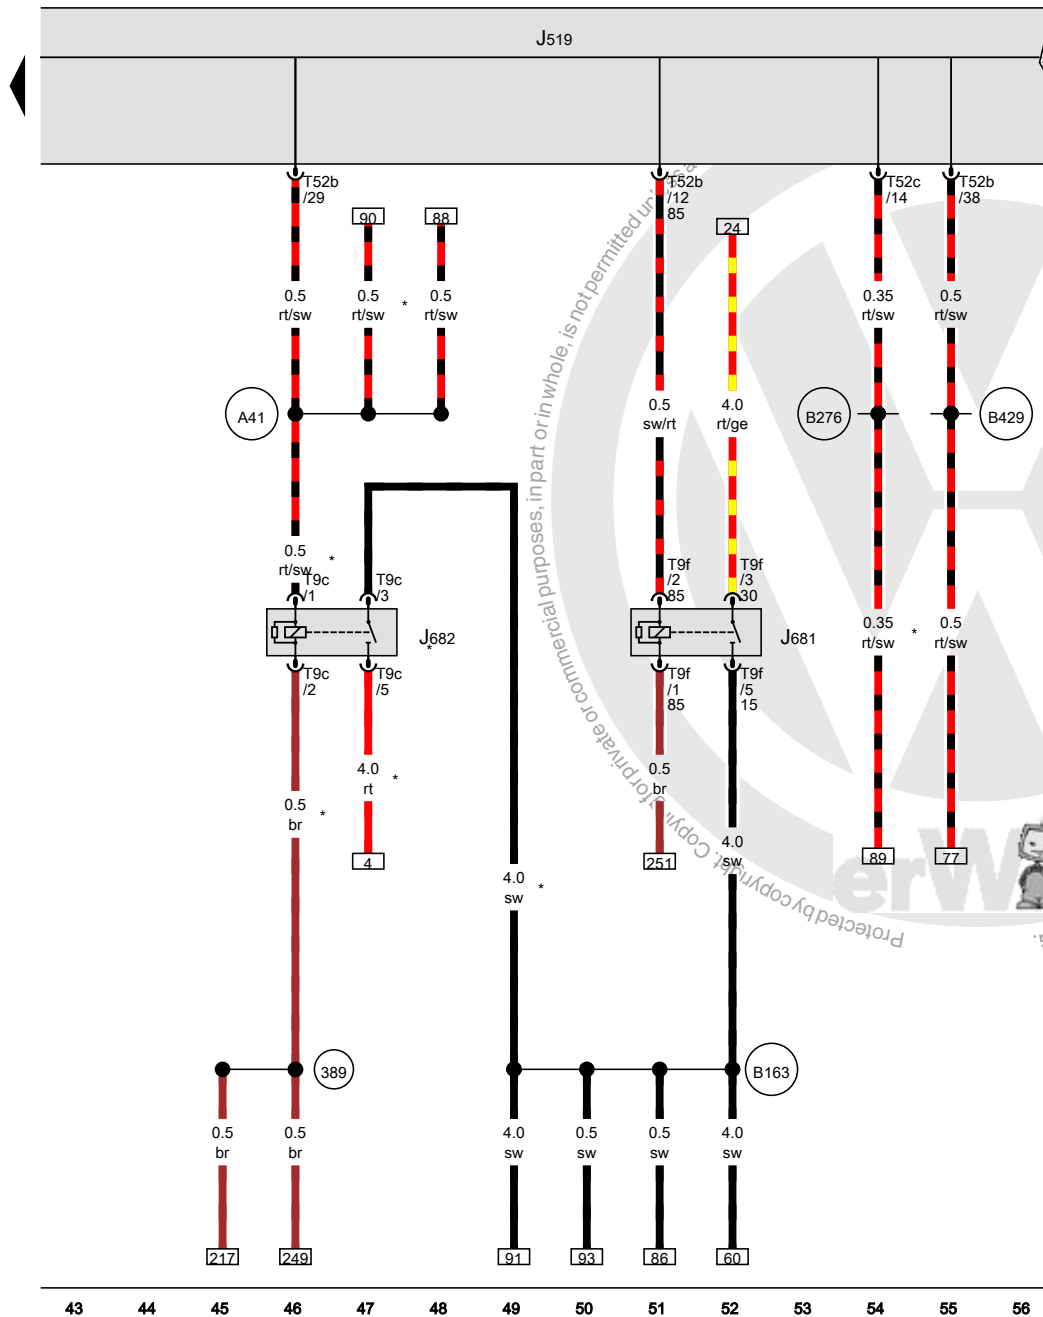 J519
T52b
/29
T52b
/12
85
T52c
/14
T52b
/38
90
88
24
0.5
rt/sw
0.5
rt/sw
*
0.5
rt/sw
0.35
rt/sw
0.5
rt/sw
0.5
sw/rt
4.0
rt/ge
A41
B276
B429
0.5
rt/sw
*
T9c
/1
T9c
/3
T9f
/2
85
T9f
/3
30
J682
*
J681
0.35
rt/sw
*
0.5
rt/sw
T9c
/2
T9c
/5
T9f
/1
85
T9f
/5
15
4.0
rt
*
0.5
br
0.5
br
*
4
251
4.0
sw
89
77
4.0
sw
*
erW
is not permitted
in part or in whole,
commercial purposes,
for private or
Protected by copyright. Copying
389
B163
0.5
br
0.5
br
4.0
sw
0.5
sw
0.5
sw
4.0
sw
217
249
91
93
86
60
43 44 45 46 47 48 49 50 51 52 53 54 55 56